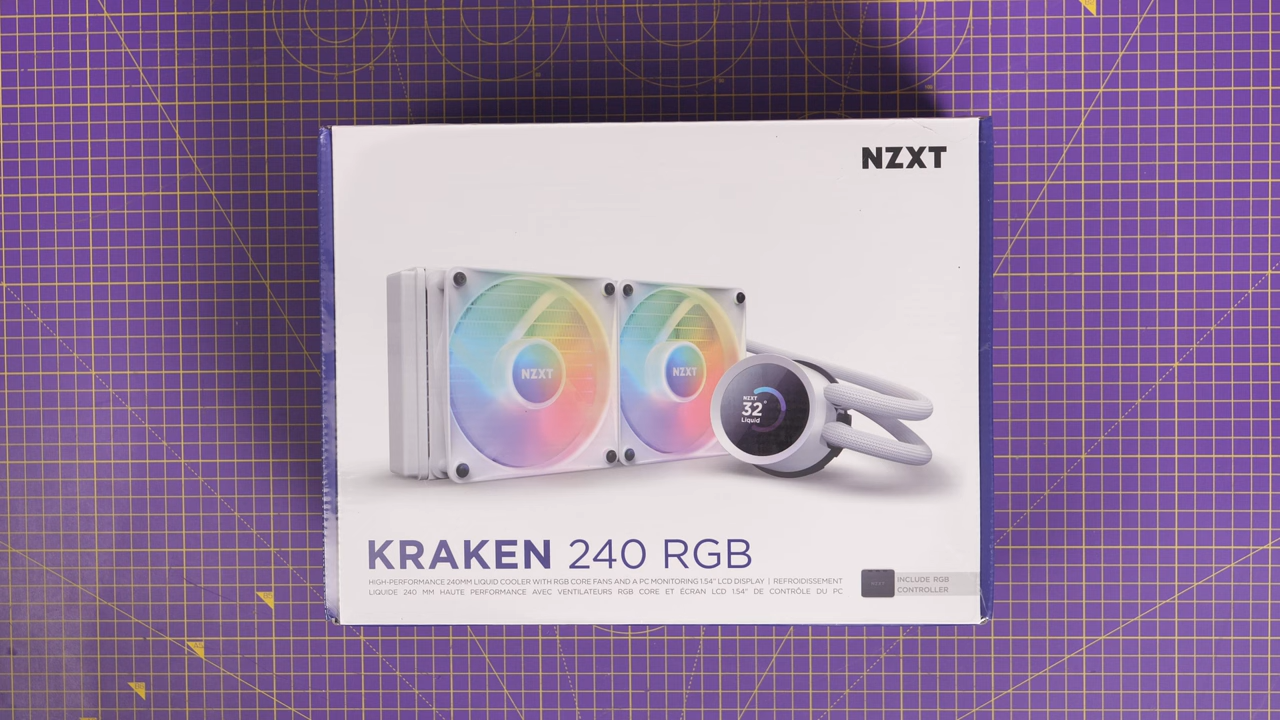 NZXT
NZXT
NZXT
NZXT
32°
Liquid
KRAKEN 240 RGB
HIGH-PERFORMANCE 240MM LIQUID COOLER WITH RGB CORE FANS AND A PC MONITORING 1.54" LCD DISPLAY | REFROIDISSEMENT
LIQUIDE 240 MM HAUTE PERFORMANCE AVEC VENTILATEURS RGB CORE ET ÉCRAN LCD 1.54" DE CONTRÔLE DU PC
NZXT
INCLUDE RGB
CONTROLLER